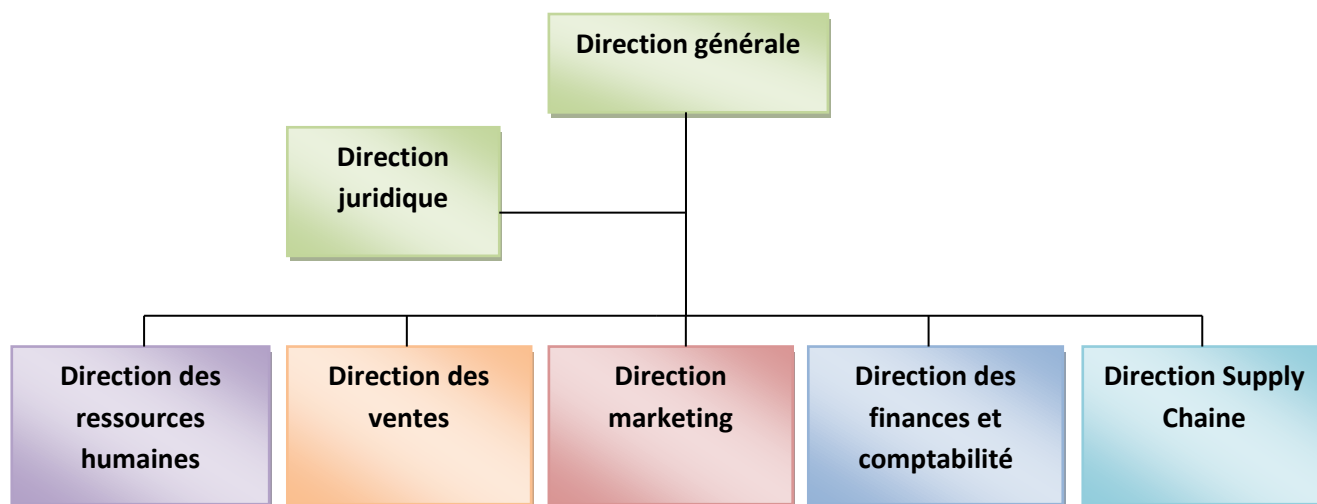 Direction générale
Direction
juridique
Direction des
ressources
humaines
Direction des
ventes
Direction
marketing
Direction des
finances et
comptabilité
Direction Supply
Chaine